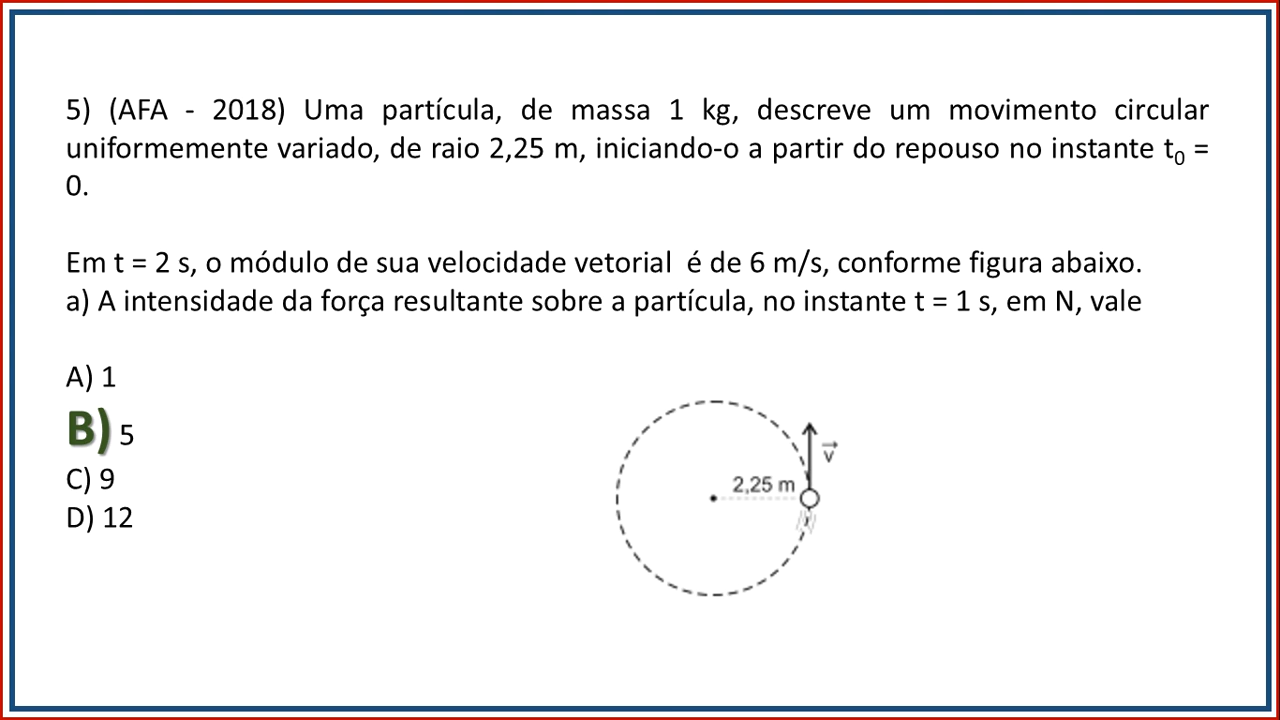 5) (AFA - 2018) Uma partícula, de massa 1 kg, descreve um movimento circular
uniformemente variado, de raio 2,25 m, iniciando-o a partir do repouso no instante t₀ =
0.
Em t = 2 s, o módulo de sua velocidade vetorial  é de 6 m/s, conforme figura abaixo.
a) A intensidade da força resultante sobre a partícula, no instante t = 1 s, em N, vale
A) 1
B) 5
C) 9
D) 12
v⃗
2,25 m